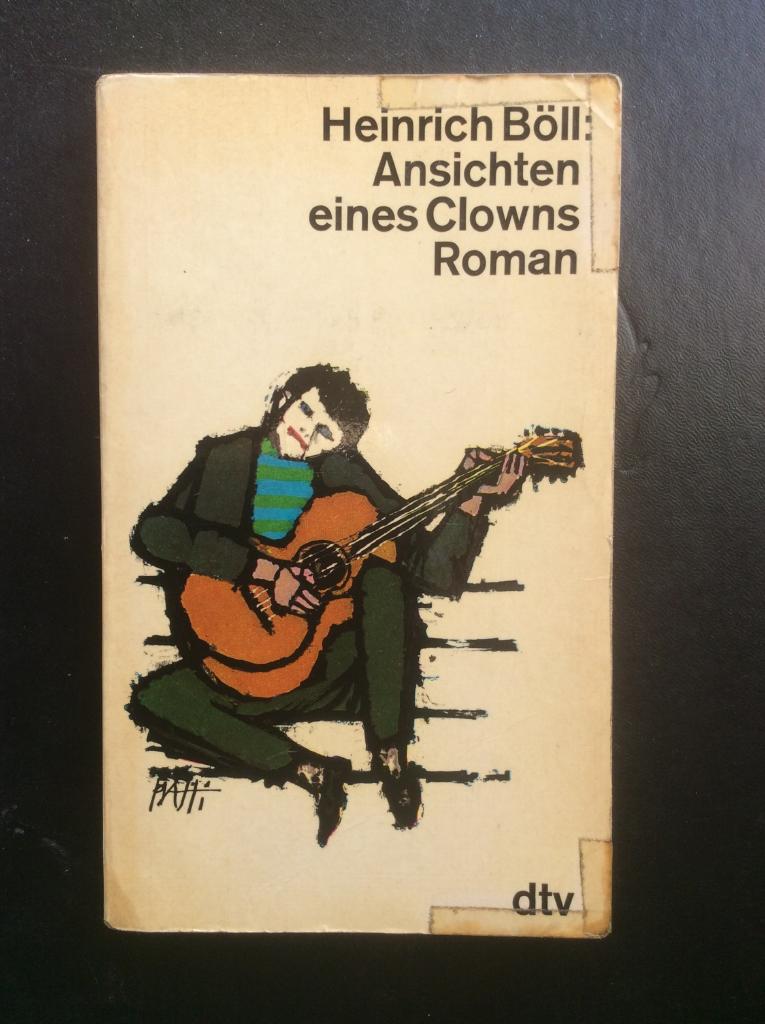 Heinrich Böll:
Ansichten
eines Clowns
Roman
dtv